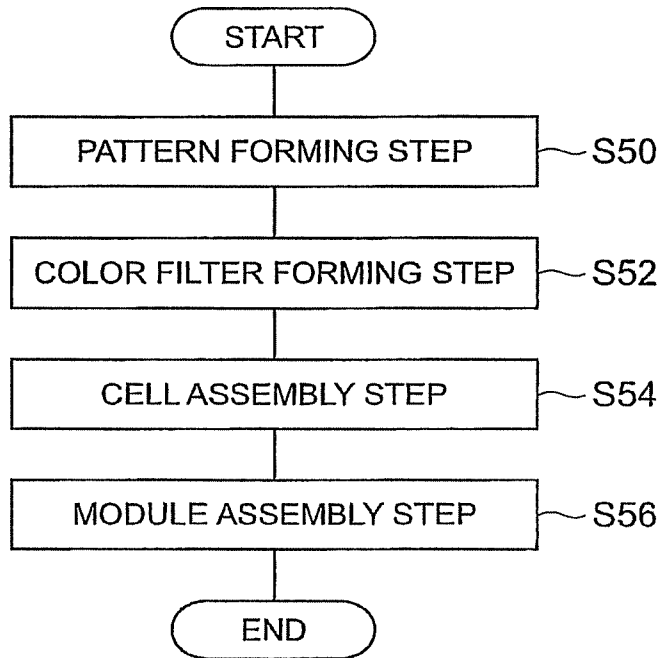 START
PATTERN FORMING STEP S50
COLOR FILTER FORMING STEP S52
CELL ASSEMBLY STEP S54
MODULE ASSEMBLY STEP S56
END